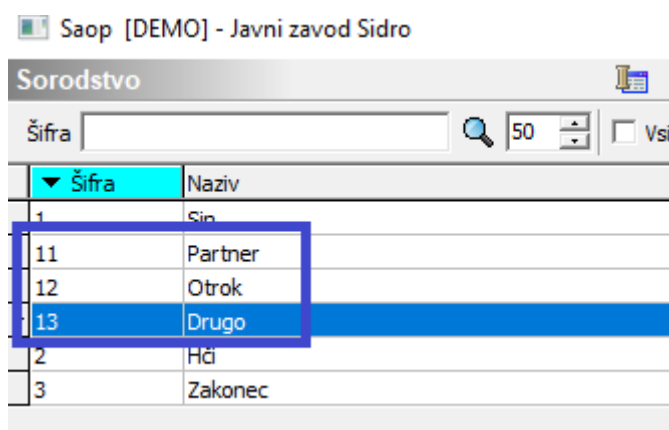 Saop [DEMO] - Javni zavod Sidro
Sorodstvo
Šifra 50 Vsi
Šifra Naziv
1 Sin
11 Partner
12 Otrok
13 Drugo
2 Hči
3 Zakonec